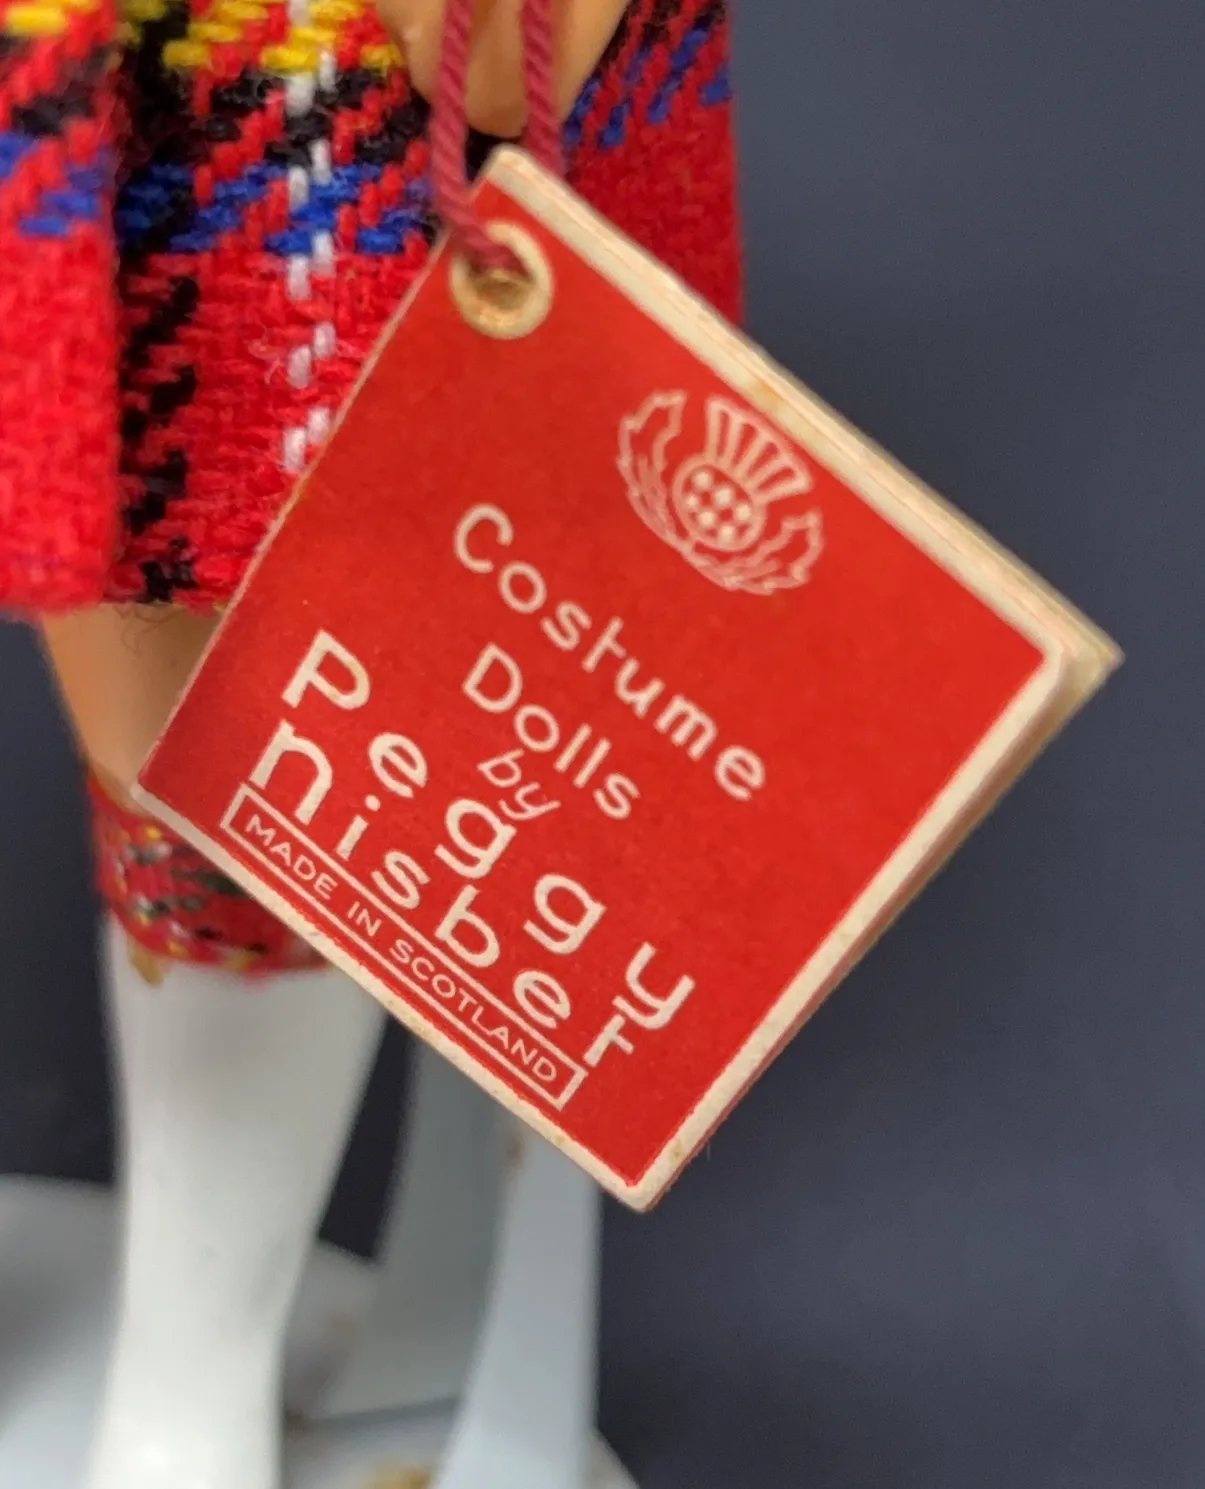 Costume
Dolls
by
Peggy
nisbet
MADE IN SCOTLAND